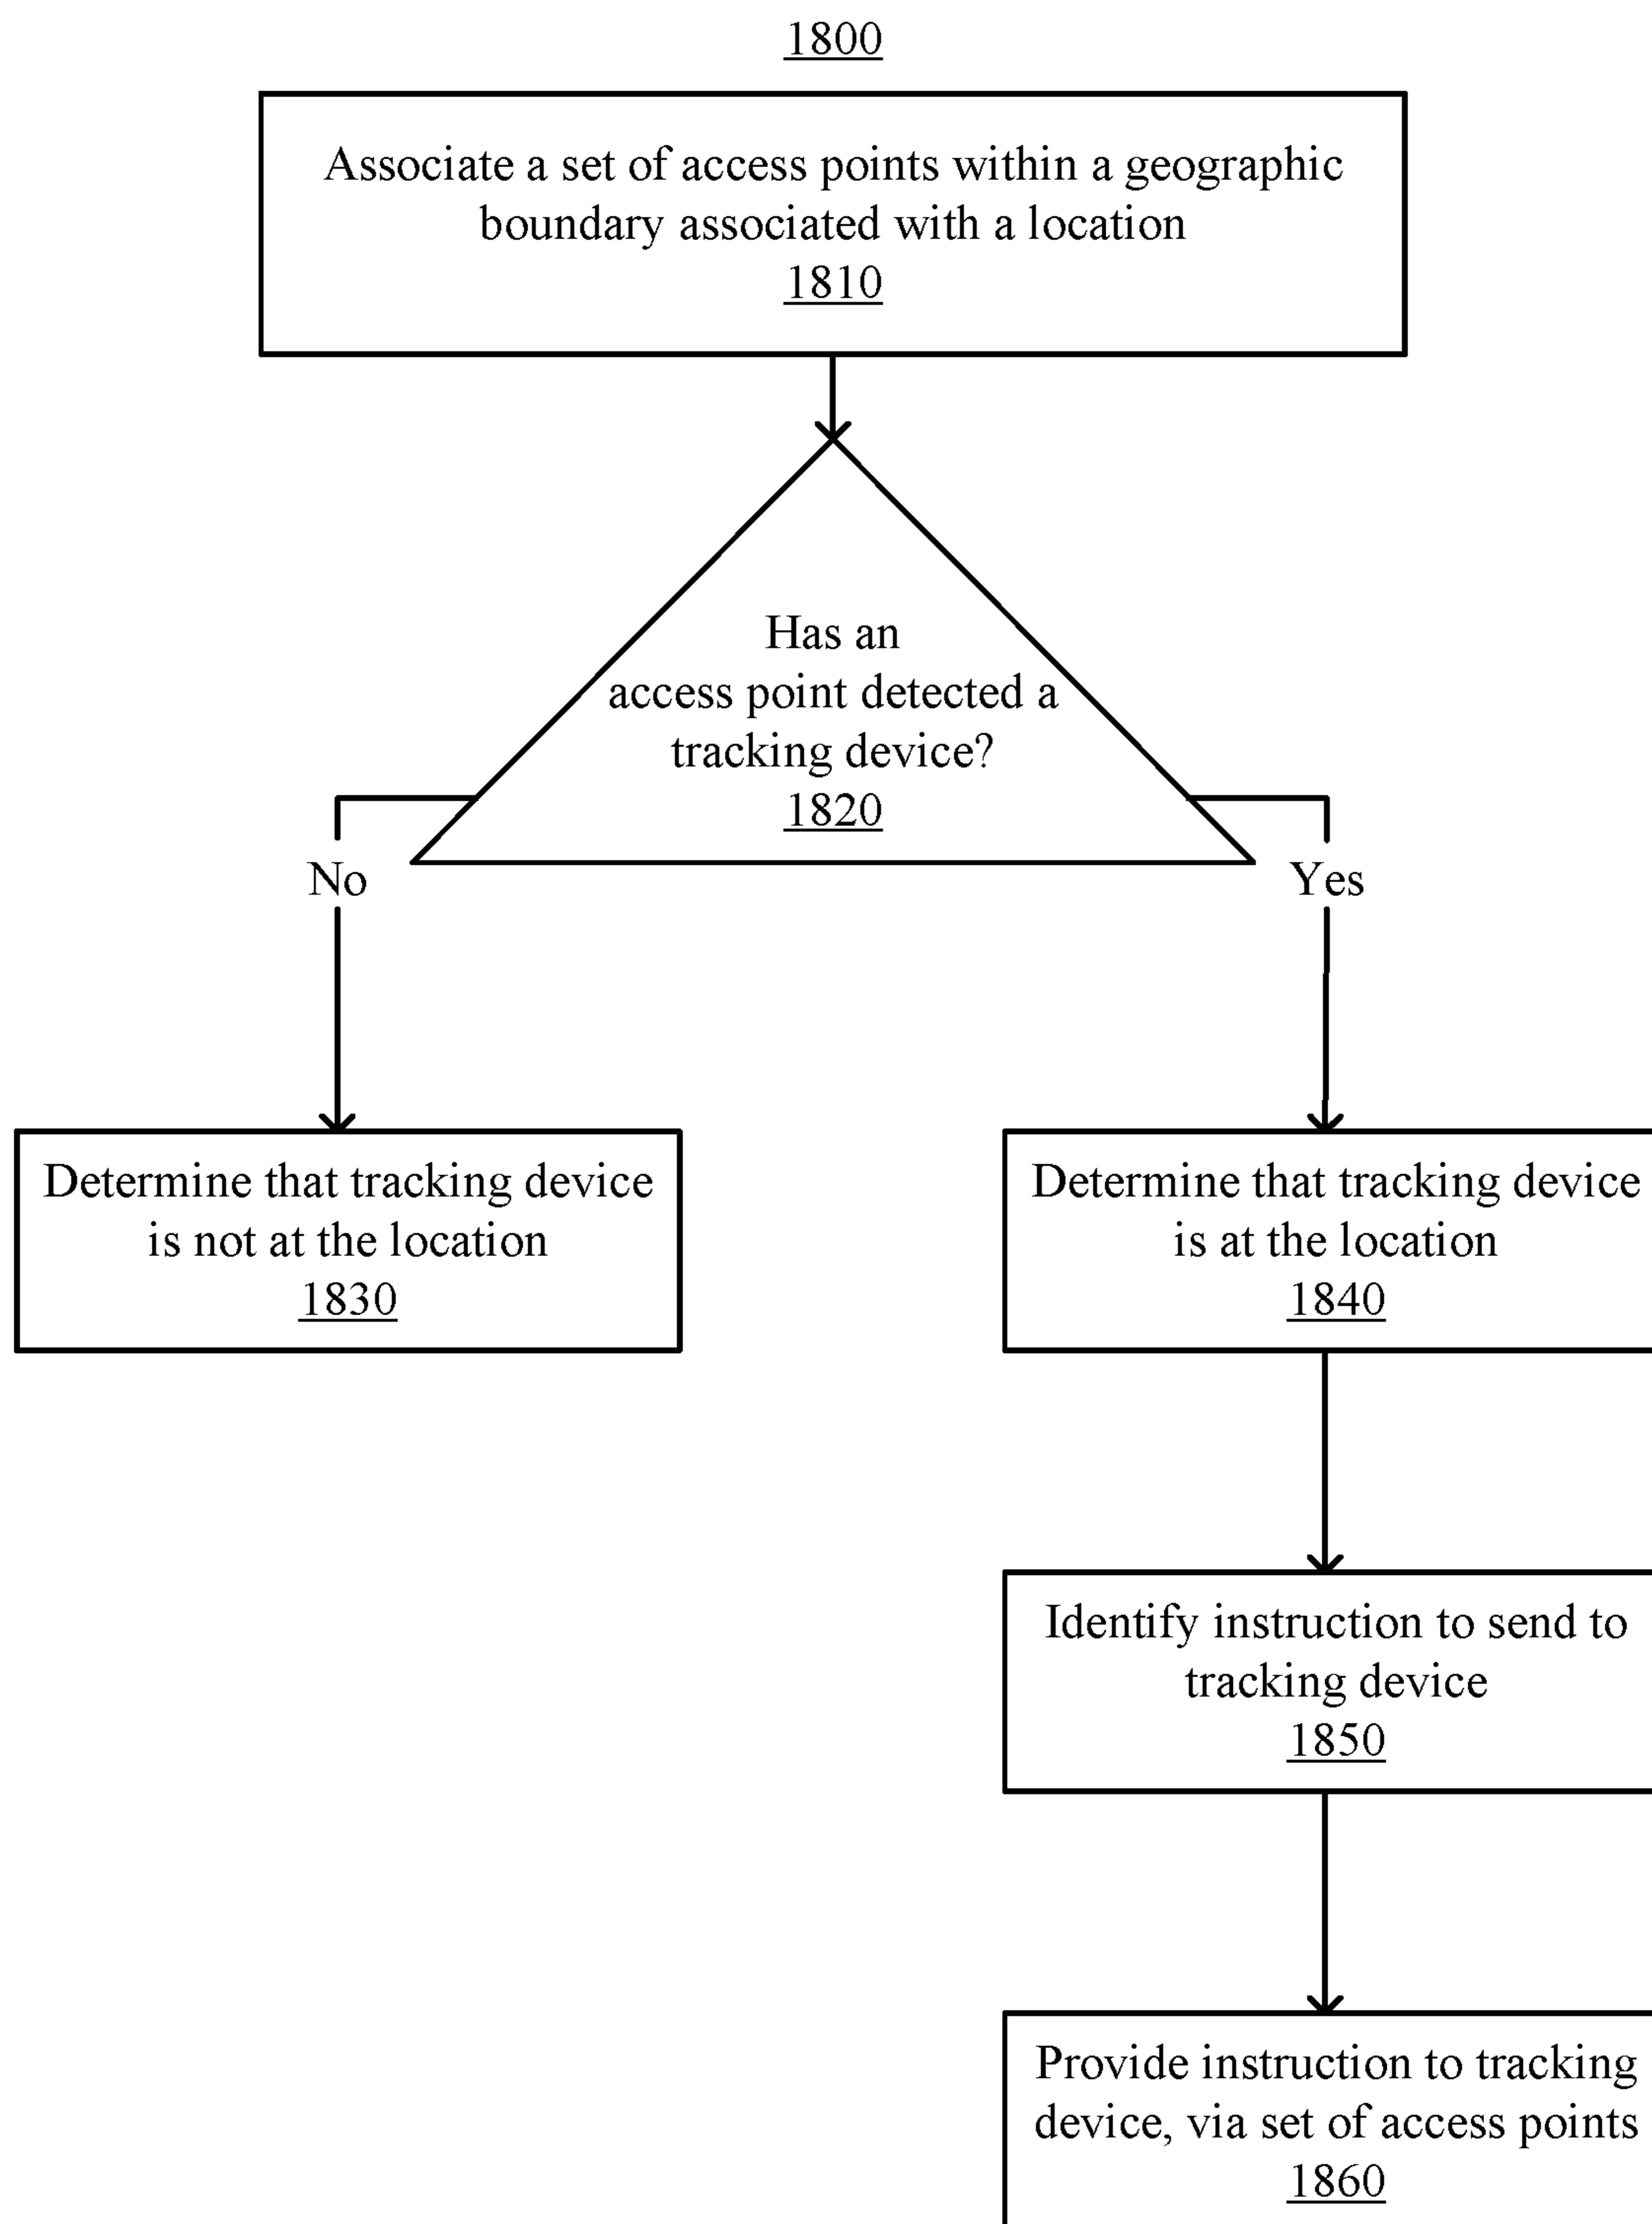 1800
Associate a set of access points within a geographic
boundary associated with a location
1810
Has an
access point detected a
tracking device?
1820
No
Yes
Determine that tracking device
is not at the location
1830
Determine that tracking device
is at the location
1840
Identify instruction to send to
tracking device
1850
Provide instruction to tracking
device, via set of access points
1860